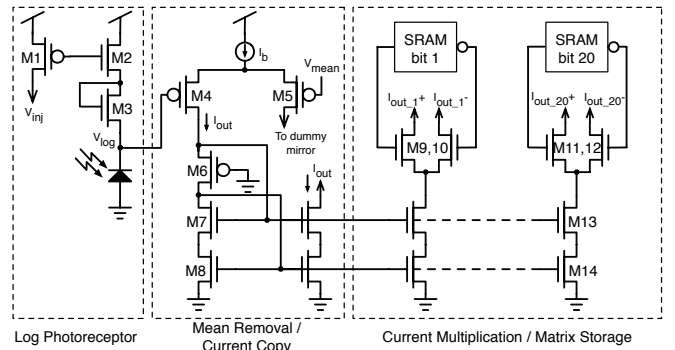 M1
M2
M3
V_inj
V_log
I_b
V_mean
M4
M5
I_out
To dummy
mirror
M6
I_out
M7
M8
SRAM
bit 1
SRAM
bit 20
I_out_1+
I_out_1-
I_out_20+
I_out_20-
M9,10
M11,12
M13
M14
Log Photoreceptor
Mean Removal /
Current Copy
Current Multiplication / Matrix Storage